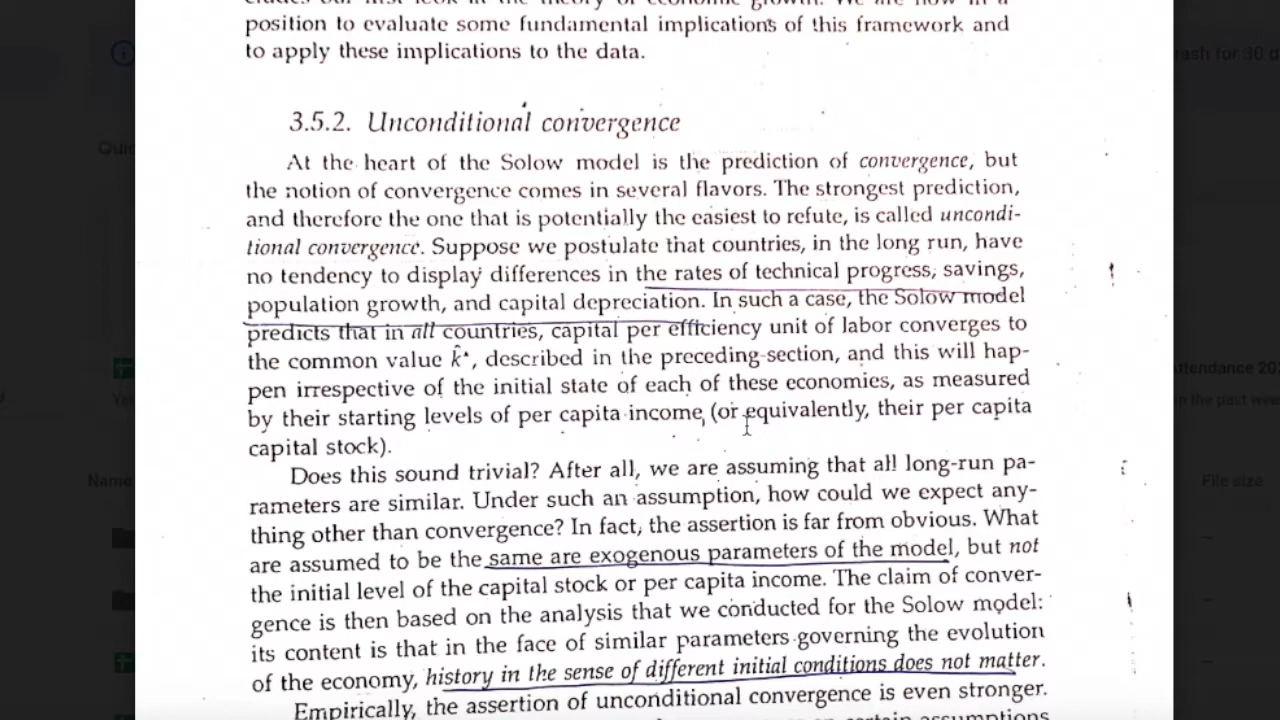 position to evaluate some fundamental implications of this framework and
to apply these implications to the data.
3.5.2. Unconditional convergence
At the heart of the Solow model is the prediction of convergence, but
the notion of convergence comes in several flavors. The strongest prediction,
and therefore the one that is potentially the easiest to refute, is called uncondi-
tional convergence. Suppose we postulate that countries, in the long run, have
no tendency to display differences in the rates of technical progress, savings,
population growth, and capital depreciation. In such a case, the Solow model
predicts that in all countries, capital per efficiency unit of labor converges to
the common value k̂*, described in the preceding section, and this will hap-
pen irrespective of the initial state of each of these economies, as measured
by their starting levels of per capita income (or equivalently, their per capita
capital stock).
Does this sound trivial? After all, we are assuming that all long-run pa-
rameters are similar. Under such an assumption, how could we expect any-
thing other than convergence? In fact, the assertion is far from obvious. What
are assumed to be the same are exogenous parameters of the model, but not
the initial level of the capital stock or per capita income. The claim of conver-
gence is then based on the analysis that we conducted for the Solow model:
its content is that in the face of similar parameters governing the evolution
of the economy, history in the sense of different initial conditions does not matter.
Empirically, the assertion of unconditional convergence is even stronger.
Name
File size